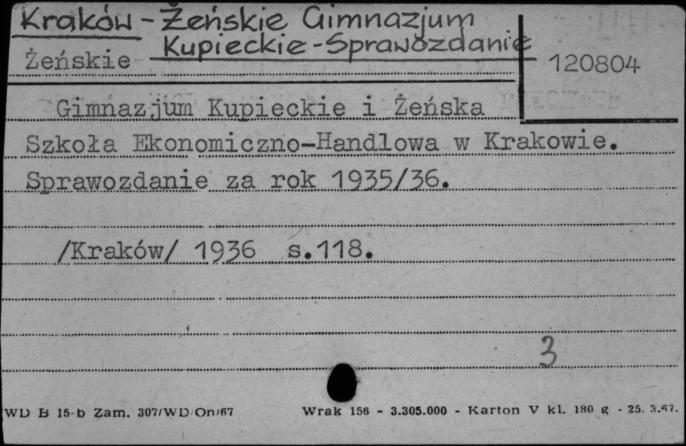 Kraków - Żeńskie Gimnazjum
Kupieckie - Sprawozdanie
Żeńskie
120804
Gimnazjum Kupieckie i Żeńska
Szkoła Ekonomiczno-Handlowa w Krakowie.
Sprawozdanie za rok 1935/36.
/Kraków/ 1936 s.118.
3
WD B 15-b Zam. 307/WD/On/67 Wrak 156 - 3.305.000 - Karton V kl. 180 g - 25. 3.67.